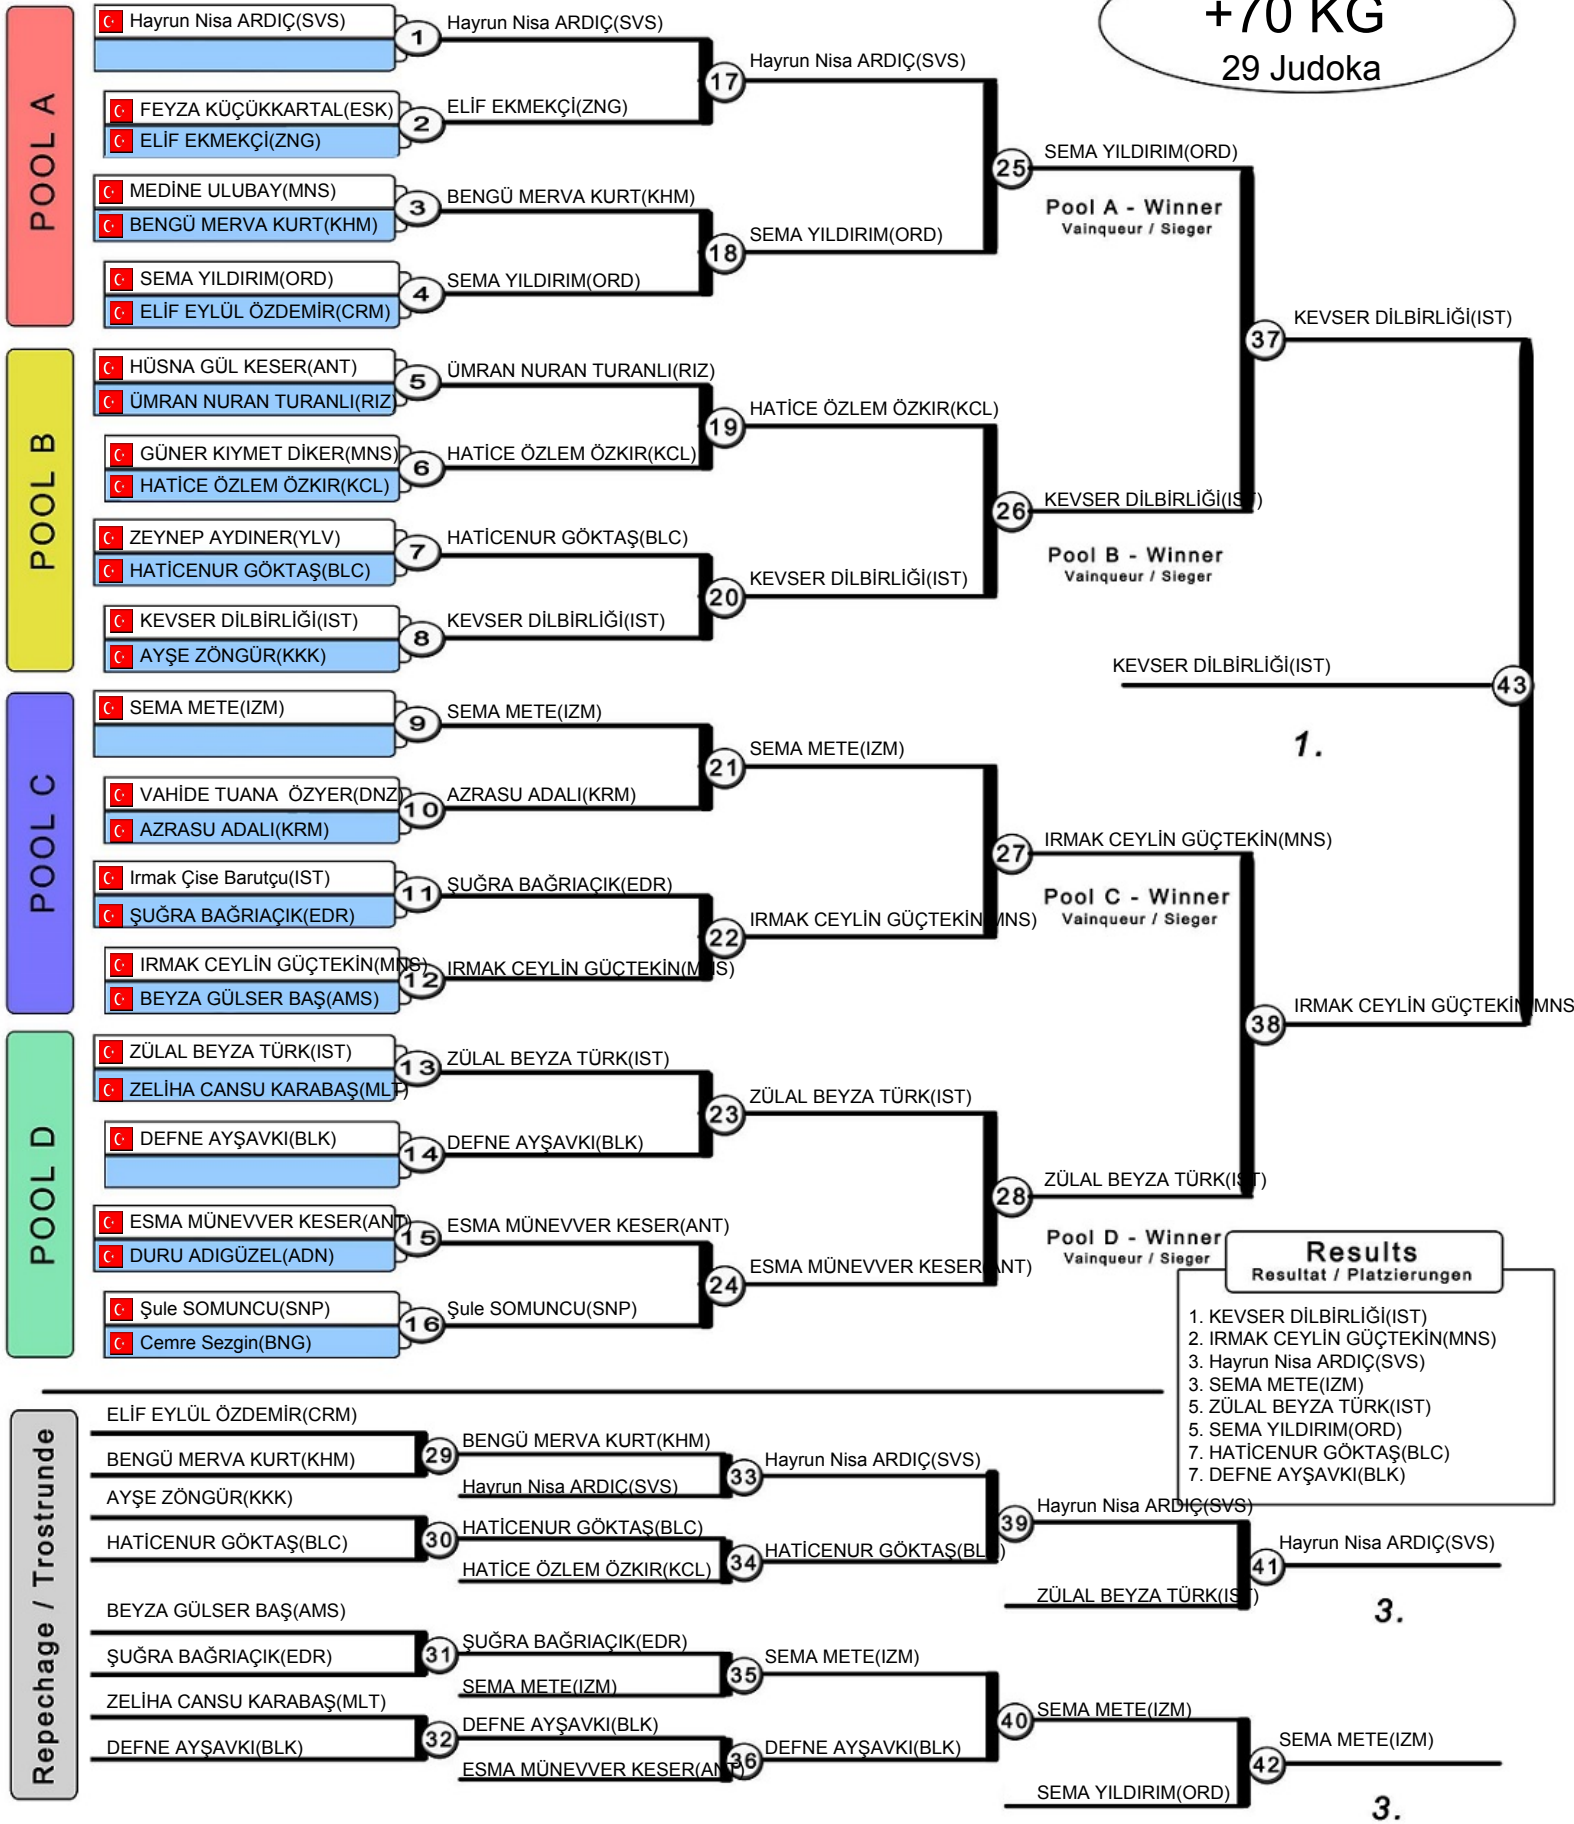 +70 KG
29 Judoka
POOL A
Hayrun Nisa ARDIÇ(SVS)
1
FEYZA KÜÇÜKKARTAL(ESK)
ELİF EKMEKÇİ(ZNG)
2
MEDİNE ULUBAY(MNS)
BENGÜ MERVA KURT(KHM)
3
SEMA YILDIRIM(ORD)
ELİF EYLÜL ÖZDEMİR(CRM)
4
POOL B
HÜSNA GÜL KESER(ANT)
ÜMRAN NURAN TURANLI(RIZ)
5
GÜNER KIYMET DİKER(MNS)
HATİCE ÖZLEM ÖZKIR(KCL)
6
ZEYNEP AYDINER(YLV)
HATİCENUR GÖKTAŞ(BLC)
7
KEVSER DİLBİRLİĞİ(IST)
AYŞE ZÖNGÜR(KKK)
8
POOL C
SEMA METE(IZM)
9
VAHİDE TUANA  ÖZYER(DNZ)
AZRASU ADALI(KRM)
10
Irmak Çise Barutçu(IST)
ŞUĞRA BAĞRIAÇIK(EDR)
11
IRMAK CEYLİN GÜÇTEKİN(MNS)
BEYZA GÜLSER BAŞ(AMS)
12
POOL D
ZÜLAL BEYZA TÜRK(IST)
ZELİHA CANSU KARABAŞ(MLT)
13
DEFNE AYŞAVKI(BLK)
14
ESMA MÜNEVVER KESER(ANT)
DURU ADIGÜZEL(ADN)
15
Şule SOMUNCU(SNP)
Cemre Sezgin(BNG)
16
Hayrun Nisa ARDIÇ(SVS)
ELİF EKMEKÇİ(ZNG)
17
BENGÜ MERVA KURT(KHM)
SEMA YILDIRIM(ORD)
18
ÜMRAN NURAN TURANLI(RIZ)
HATİCE ÖZLEM ÖZKIR(KCL)
19
HATİCENUR GÖKTAŞ(BLC)
KEVSER DİLBİRLİĞİ(IST)
20
SEMA METE(IZM)
AZRASU ADALI(KRM)
21
ŞUĞRA BAĞRIAÇIK(EDR)
IRMAK CEYLİN GÜÇTEKİN(MNS)
22
ZÜLAL BEYZA TÜRK(IST)
DEFNE AYŞAVKI(BLK)
23
ESMA MÜNEVVER KESER(ANT)
Şule SOMUNCU(SNP)
24
Hayrun Nisa ARDIÇ(SVS)
SEMA YILDIRIM(ORD)
25
HATİCE ÖZLEM ÖZKIR(KCL)
KEVSER DİLBİRLİĞİ(IST)
26
SEMA METE(IZM)
IRMAK CEYLİN GÜÇTEKİN(MNS)
27
ZÜLAL BEYZA TÜRK(IST)
ESMA MÜNEVVER KESER(ANT)
28
SEMA YILDIRIM(ORD)
Pool A - Winner
Vainqueur / Sieger
KEVSER DİLBİRLİĞİ(IST)
Pool B - Winner
Vainqueur / Sieger
37
IRMAK CEYLİN GÜÇTEKİN(MNS)
Pool C - Winner
Vainqueur / Sieger
ZÜLAL BEYZA TÜRK(IST)
Pool D - Winner
Vainqueur / Sieger
38
KEVSER DİLBİRLİĞİ(IST)
IRMAK CEYLİN GÜÇTEKİN(MNS
KEVSER DİLBİRLİĞİ(IST)
43
1.
Results
Resultat / Platzierungen
1. KEVSER DİLBİRLİĞİ(IST)
2. IRMAK CEYLİN GÜÇTEKİN(MNS)
3. Hayrun Nisa ARDIÇ(SVS)
3. SEMA METE(IZM)
5. ZÜLAL BEYZA TÜRK(IST)
5. SEMA YILDIRIM(ORD)
7. HATİCENUR GÖKTAŞ(BLC)
7. DEFNE AYŞAVKI(BLK)
Repechage / Trostrunde
ELİF EYLÜL ÖZDEMİR(CRM)
BENGÜ MERVA KURT(KHM)
29
AYŞE ZÖNGÜR(KKK)
HATİCENUR GÖKTAŞ(BLC)
30
BEYZA GÜLSER BAŞ(AMS)
ŞUĞRA BAĞRIAÇIK(EDR)
31
ZELİHA CANSU KARABAŞ(MLT)
DEFNE AYŞAVKI(BLK)
32
BENGÜ MERVA KURT(KHM)
Hayrun Nisa ARDIÇ(SVS)
33
HATİCENUR GÖKTAŞ(BLC)
HATİCE ÖZLEM ÖZKIR(KCL)
34
ŞUĞRA BAĞRIAÇIK(EDR)
SEMA METE(IZM)
35
DEFNE AYŞAVKI(BLK)
ESMA MÜNEVVER KESER(ANT)
36
Hayrun Nisa ARDIÇ(SVS)
HATİCENUR GÖKTAŞ(BLC)
39
SEMA METE(IZM)
DEFNE AYŞAVKI(BLK)
40
Hayrun Nisa ARDIÇ(SVS)
ZÜLAL BEYZA TÜRK(IST)
41
Hayrun Nisa ARDIÇ(SVS)
3.
SEMA METE(IZM)
SEMA YILDIRIM(ORD)
42
SEMA METE(IZM)
3.